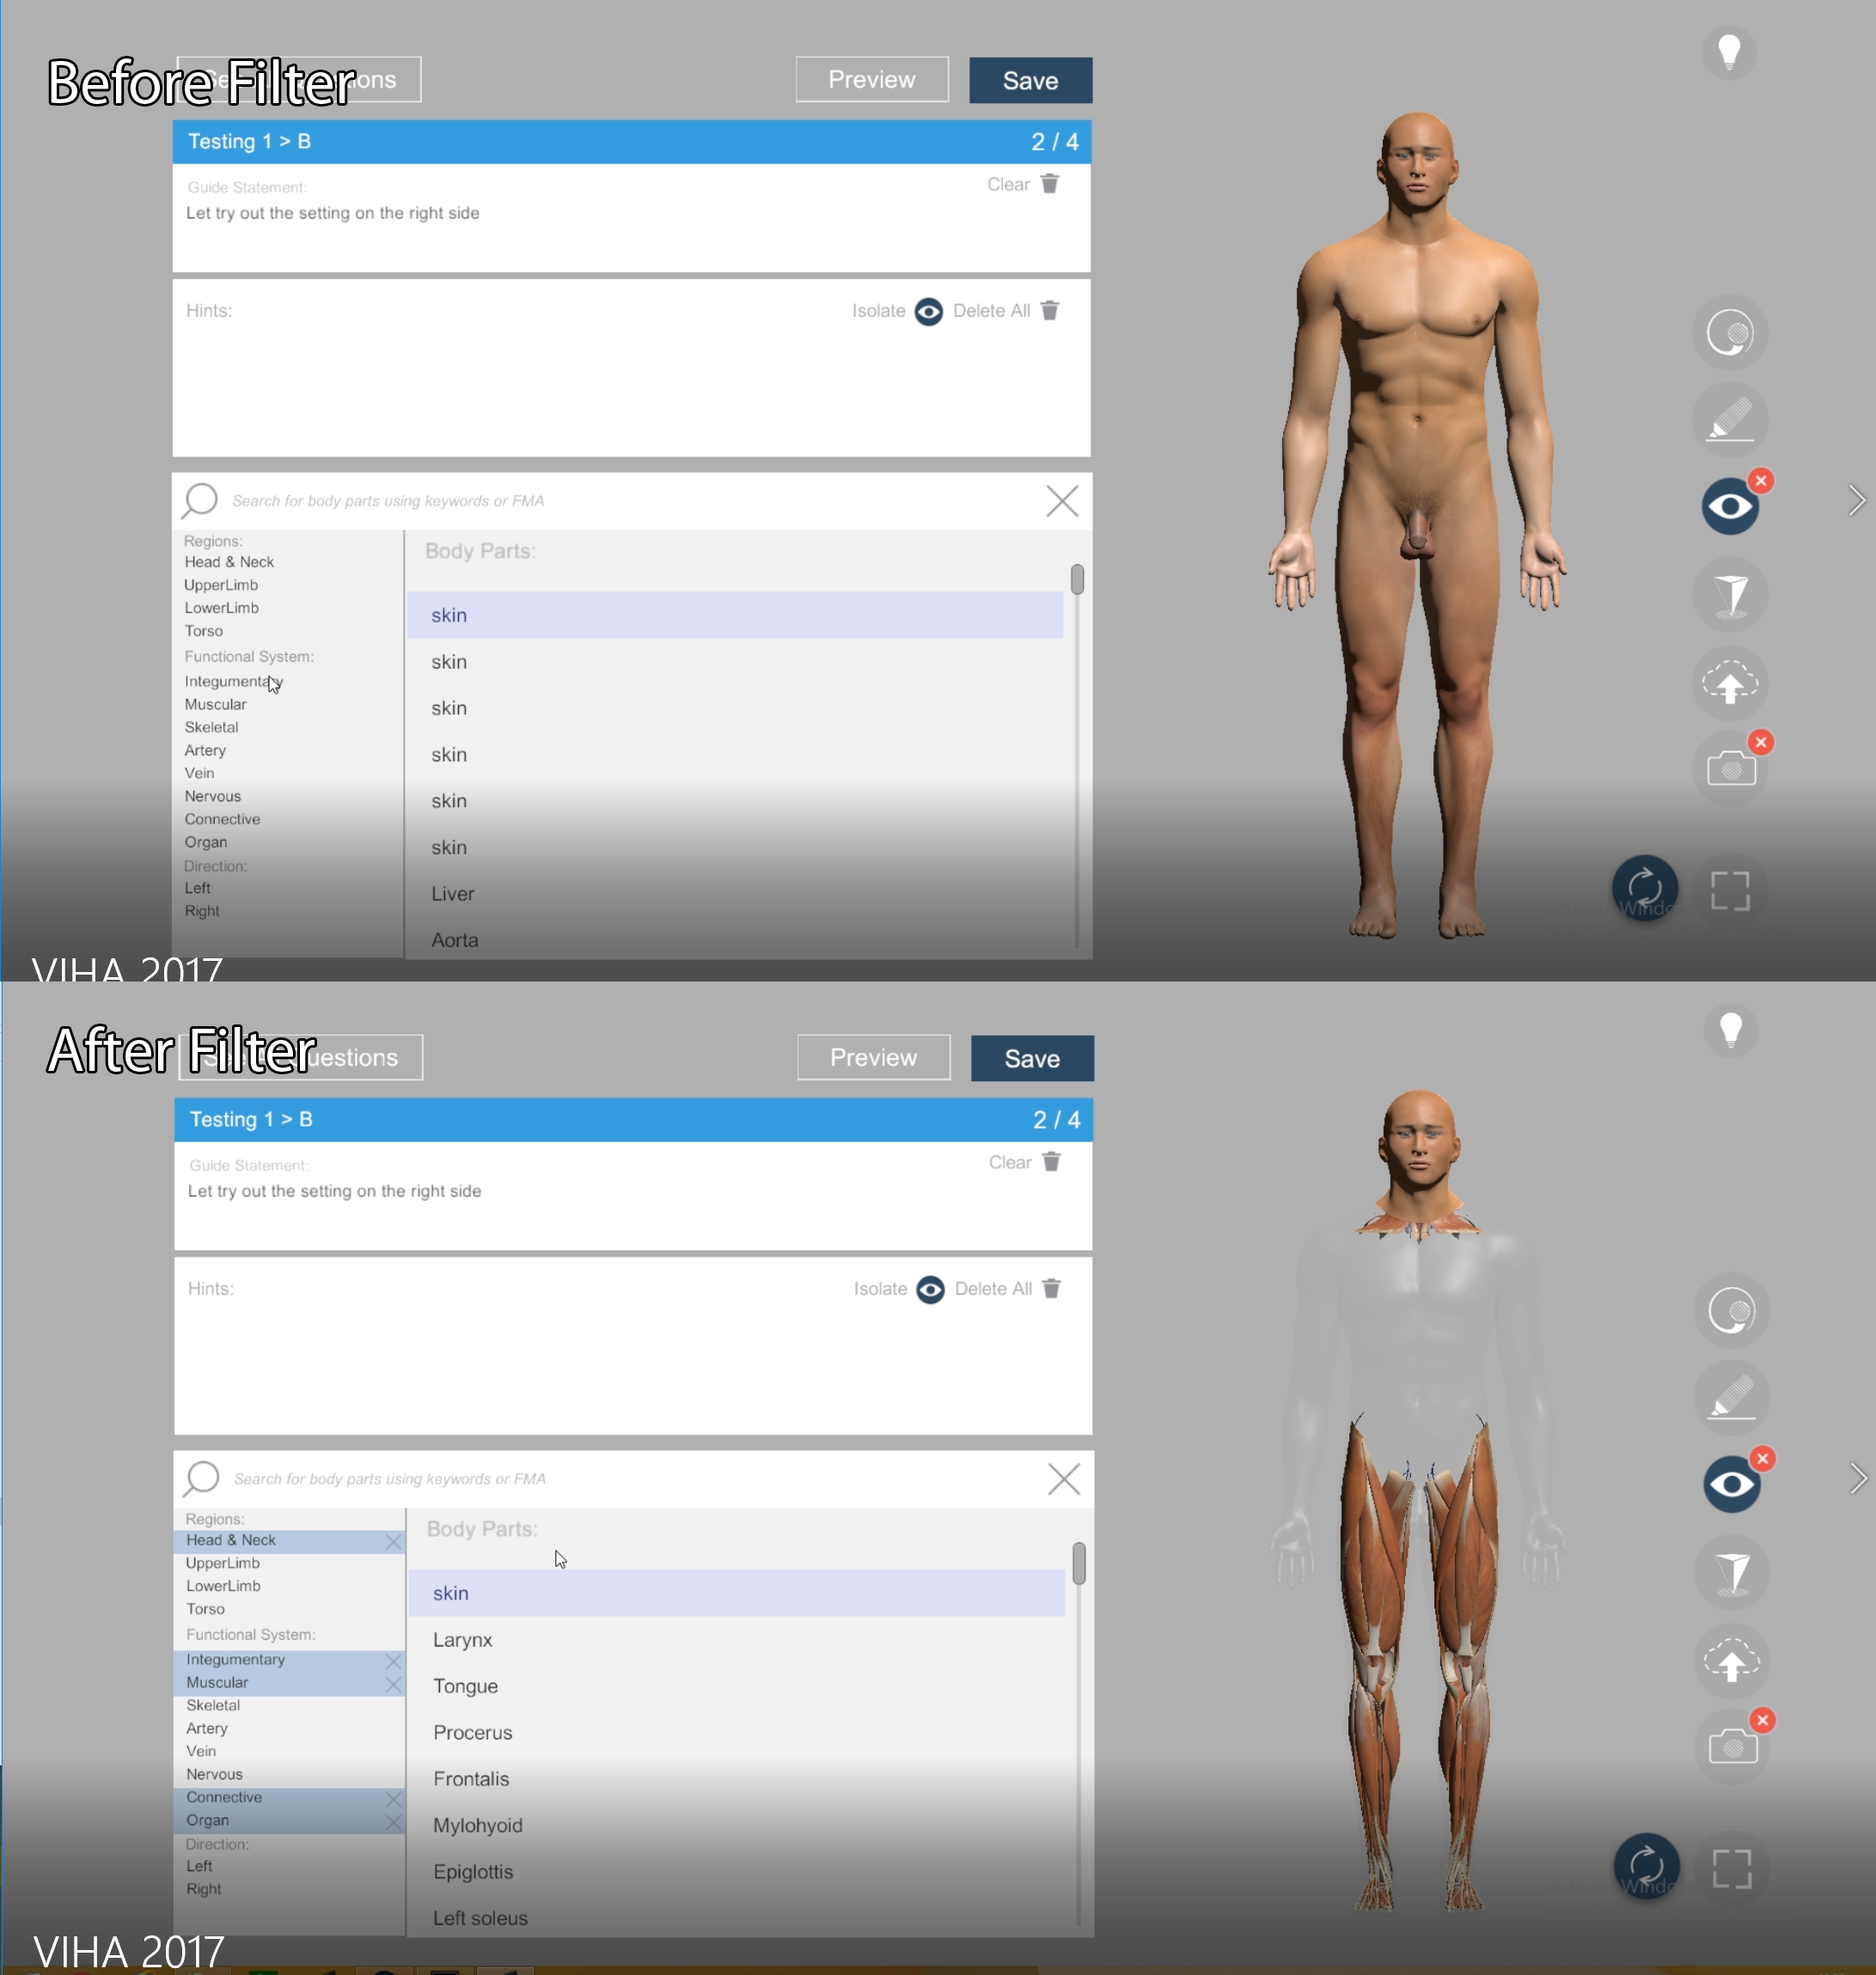 Before Filter
Preview
Save
Testing 1 > B
2 / 4
Guide Statement:
Clear
Let try out the setting on the right side
Hints:
Isolate
Delete All
Search for body parts using keywords or FMA
Regions:
Head & Neck
UpperLimb
LowerLimb
Torso
Functional System:
Integumentary
Muscular
Skeletal
Artery
Vein
Nervous
Connective
Organ
Direction:
Left
Right
Body Parts:
skin
skin
skin
skin
skin
skin
Liver
Aorta
VIHA 2017
After Filter
Questions
Preview
Save
Testing 1 > B
2 / 4
Guide Statement:
Clear
Let try out the setting on the right side
Hints:
Isolate
Delete All
Search for body parts using keywords or FMA
Regions:
Head & Neck
UpperLimb
LowerLimb
Torso
Functional System:
Integumentary
Muscular
Skeletal
Artery
Vein
Nervous
Connective
Organ
Direction:
Left
Right
Body Parts:
skin
Larynx
Tongue
Procerus
Frontalis
Mylohyoid
Epiglottis
Left soleus
VIHA 2017